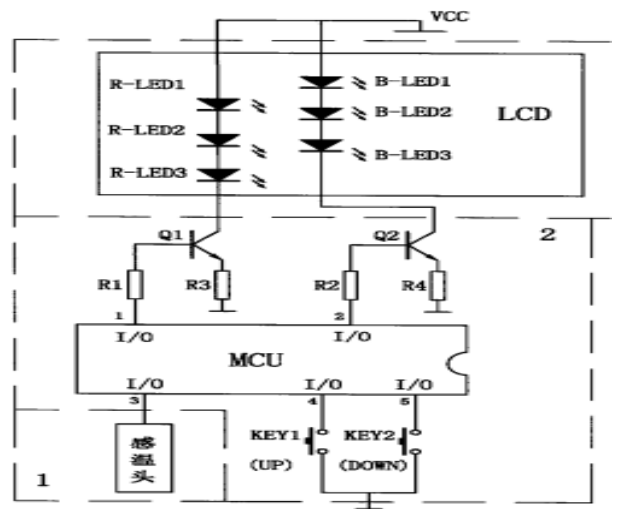 VCC
R-LED1
B-LED1
R-LED2
B-LED2
LCD
R-LED3
B-LED3
Q1
Q2
2
R1
R3
R2
R4
1
2
I/O
I/O
MCU
I/O
I/O
I/O
3
4
5
KEY1
KEY2
(UP)
(DOWN)
感温头
1